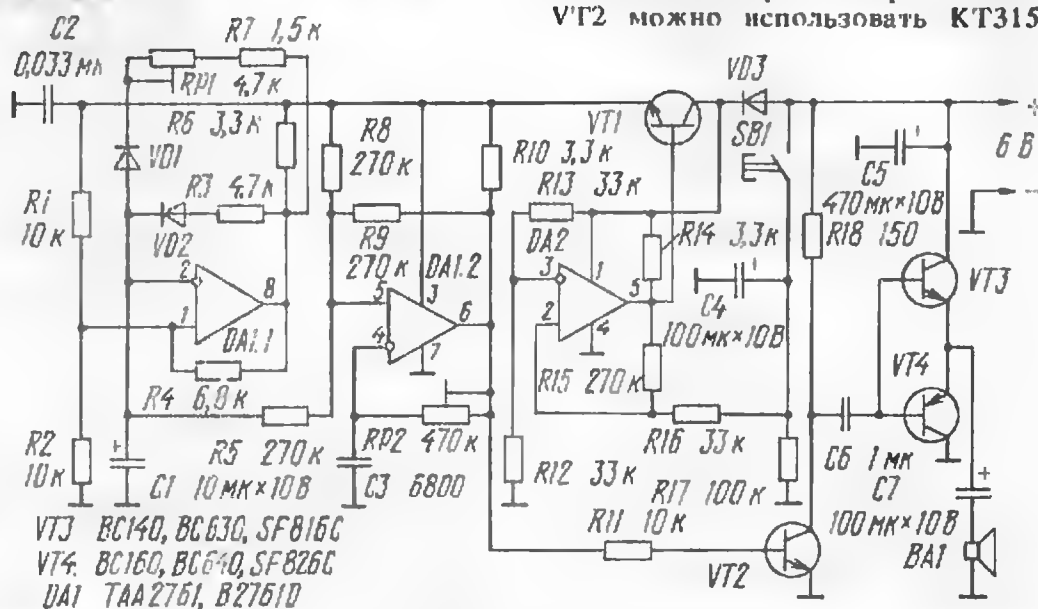 VT2 можно использовать КТ315
C2
0,033 мк
R7 1,5 к
RP1 4,7 к
R6
3,3 к
VD1
R8
270 к
VT1
VD3
SB1
+
6 В
−
R10 3,3 к
R13 33 к
C5
470 мк×10В
R1
10 к
R3 4,7 к
VD2
R9
270 к
DA1.2
DA2
R14
3,3 к
R18 150
VT3
2
1
8
DA1.1
5
4
3
6
7
3
2
1
5
4
C4
100 мк×10В
VT4
R4 6,8 к
R15 270 к
R2
10 к
R5 270 к
RP2 470 к
R16 33 к
C6 1 мк
C1 10 мк×10В
C3 6800
R12 33 к
R17 100 к
C7
100 мк×10В
R11 10 к
BA1
VT2
VT3 BC140, BC630, SF816C
VT4 BC160, BC640, SF826C
DA1 TAA2761, B2761D